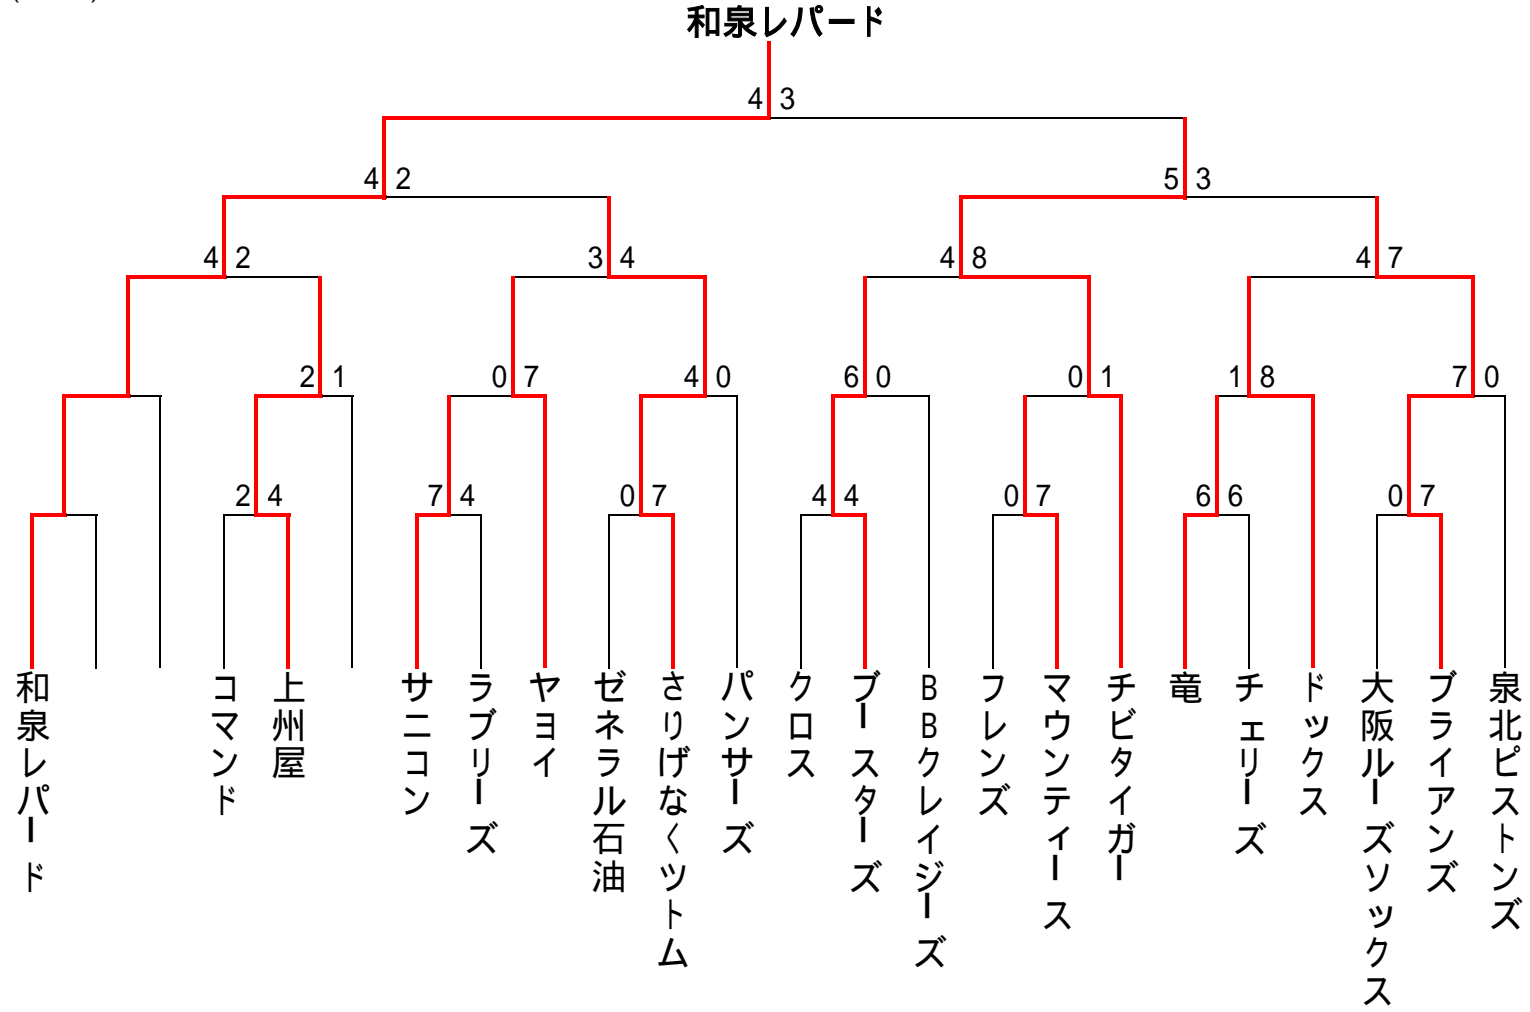 和泉レパード
4 3
4 2
5 3
4 2
3 4
4 8
4 7
2 1
0 7
4 0
6 0
0 1
1 8
7 0
2 4
7 4
0 7
4 4
0 7
6 6
0 7
和泉レパード
コマンド
上州屋
サニコン
ラブリーズ
ヤヨイ
ゼネラル石油
さりげなくツトム
パンサーズ
クロス
ブースターズ
BBクレイジーズ
フレンズ
マウンティース
チビタイガー
竜
チェリーズ
ドックス
大阪ルーズソックス
ブライアンズ
泉北ピストンズ